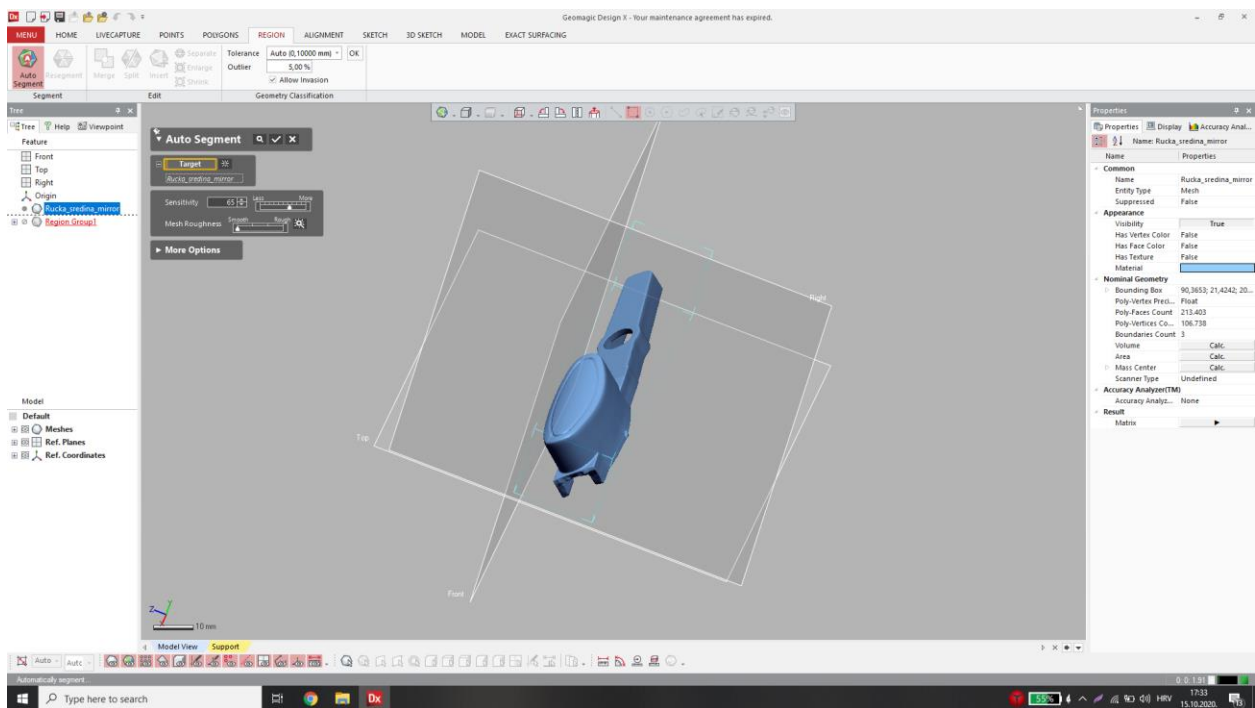 Dx
Geomagic Design X - Your maintenance agreement has expired.
MENU HOME LIVECAPTURE POINTS POLYGONS REGION ALIGNMENT SKETCH 3D SKETCH MODEL EXACT SURFACING
Auto Segment
Resegment
Merge Split Insert
Separate
Enlarge
Shrink
Tolerance Auto (0,10000 mm) OK
Outlier 5,00 %
Allow Invasion
Segment Edit Geometry Classification
Tree
Tree Help Viewpoint
Feature
Front
Top
Right
Origin
Rucka_sredina_mirror
Region Group1
Auto Segment
Target
Rucka_sredina_mirror
Sensitivity 65 Less More
Mesh Roughness Smooth Rough
More Options
Right
Top
Front
Z Y
10 mm
Model
Default
Meshes
Ref. Planes
Ref. Coordinates
Properties
Properties Display Accuracy Anal...
Name: Rucka_sredina_mirror
Name Properties
Common
Name Rucka_sredina_mirror
Entity Type Mesh
Suppressed False
Appearance
Visibility True
Has Vertex Color False
Has Face Color False
Has Texture False
Material
Nominal Geometry
Bounding Box 90,3653; 21,4242; 20...
Poly-Vertex Preci... Float
Poly-Faces Count 213.403
Poly-Vertices Co... 106.738
Boundaries Count 3
Volume Calc.
Area Calc.
Mass Center Calc.
Scanner Type Undefined
Accuracy Analyzer(TM)
Accuracy Analyz... None
Result
Matrix
Model View Support
Auto Autc
Automatically segment...
0: 0: 1.91
Type here to search
Dx
55%
HRV
17:33
15.10.2020.